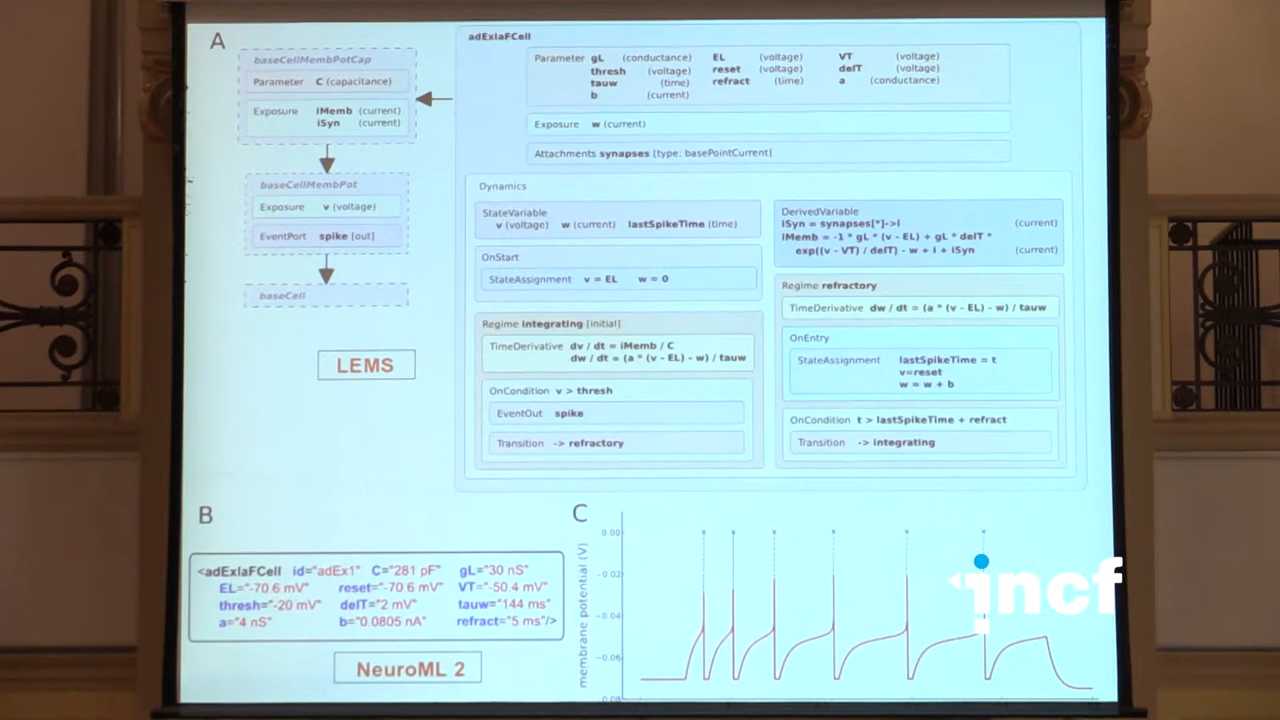 A
baseCellMembPotCap
Parameter C (capacitance)
Exposure iMemb (current)
iSyn (current)
baseCellMembPot
Exposure v (voltage)
EventPort spike [out]
baseCell
LEMS
adExIaFCell
Parameter gL (conductance) EL (voltage) VT (voltage)
thresh (voltage) reset (voltage) delT (voltage)
tauw (time) refract (time) a (conductance)
b (current)
Exposure w (current)
Attachments synapses [type: basePointCurrent]
Dynamics
StateVariable
v (voltage) w (current) lastSpikeTime (time)
OnStart
StateAssignment v = EL w = 0
Regime integrating [initial]
TimeDerivative dv / dt = iMemb / C
dw / dt = (a * (v - EL) - w) / tauw
OnCondition v > thresh
EventOut spike
Transition -> refractory
DerivedVariable
iSyn = synapses[*]->i (current)
iMemb = -1 * gL * (v - EL) + gL * delT *
exp((v - VT) / delT) - w + i + iSyn (current)
Regime refractory
TimeDerivative dw / dt = (a * (v - EL) - w) / tauw
OnEntry
StateAssignment lastSpikeTime = t
v=reset
w = w + b
OnCondition t > lastSpikeTime + refract
Transition -> integrating
B
<adExIaFCell id="adEx1" C="281 pF" gL="30 nS"
EL="-70.6 mV" reset="-70.6 mV" VT="-50.4 mV"
thresh="-20 mV" delT="2 mV" tauw="144 ms"
a="4 nS" b="0.0805 nA" refract="5 ms"/>
NeuroML 2
C
membrane potential (V)
0.00
-0.02
-0.04
-0.06
incf